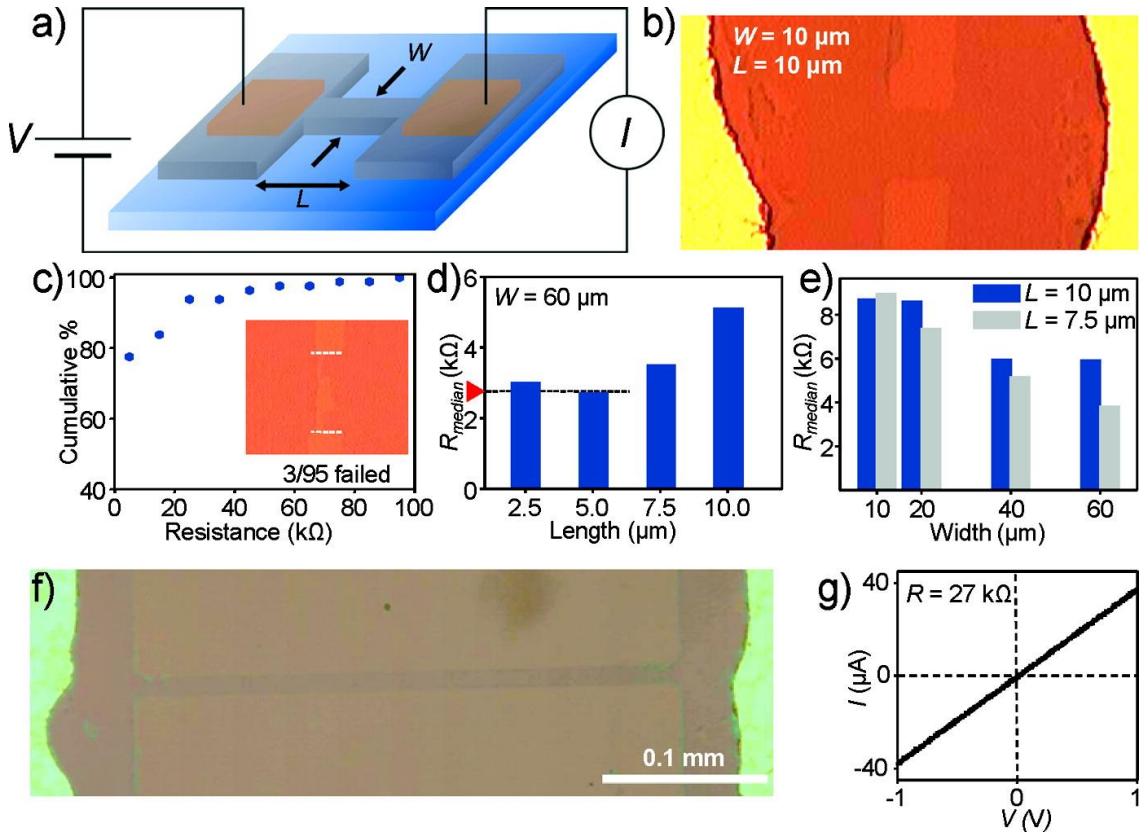 a)
W
V
I
L
b)
W = 10 µm
L = 10 µm
c)
100
80
60
40
Cumulative %
3/95 failed
0 20 40 60 80 100
Resistance (kΩ)
d)
W = 60 µm
6
4
2
0
R median (kΩ)
2.5 5.0 7.5 10.0
Length (µm)
e)
L = 10 µm
L = 7.5 µm
8
6
4
2
R median (kΩ)
10 20 40 60
Width (µm)
f)
0.1 mm
g)
R = 27 kΩ
40
0
-40
I (µA)
-1 0 1
V (V)